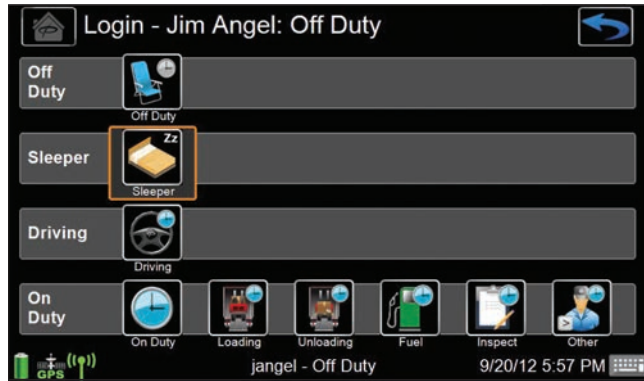 Login - Jim Angel: Off Duty
Off
Duty
Off Duty
Sleeper
Zz
Sleeper
Driving
Driving
On
Duty
On Duty
Loading
Unloading
Fuel
Inspect
Other
GPS
jangel - Off Duty
9/20/12 5:57 PM